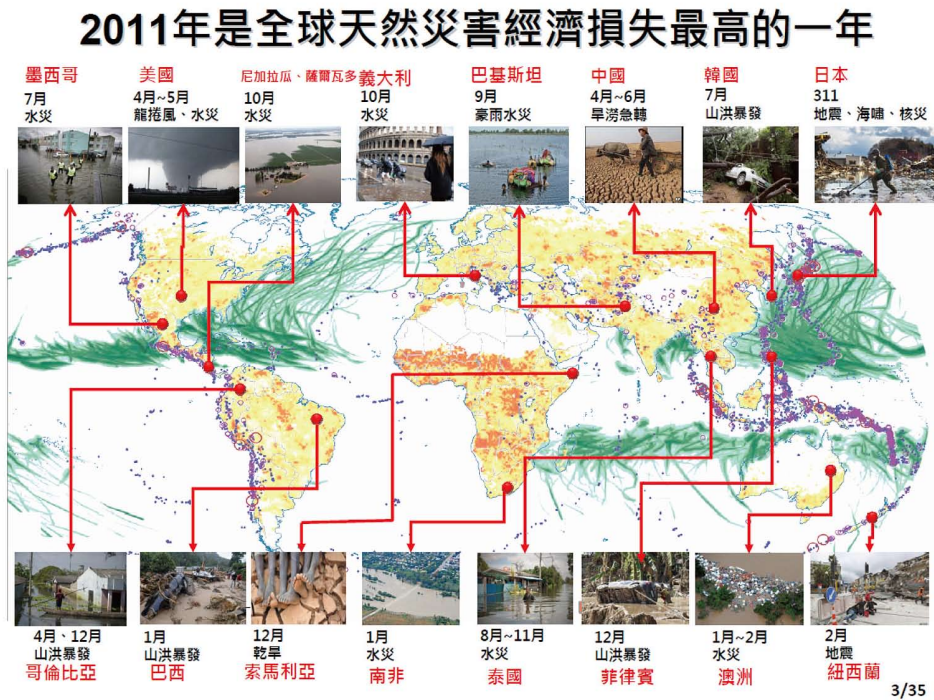 2011年是全球天然災害經濟損失最高的一年
墨西哥
7月
水災
美國
4月~5月
龍捲風、水災
尼加拉瓜、薩爾瓦多
10月
水災
義大利
10月
水災
巴基斯坦
9月
豪雨水災
中國
4月~6月
旱澇急轉
韓國
7月
山洪暴發
日本
311
地震、海嘯、核災
4月、12月
山洪暴發
哥倫比亞
1月
山洪暴發
巴西
12月
乾旱
索馬利亞
1月
水災
南非
8月~11月
水災
泰國
12月
山洪暴發
菲律賓
1月~2月
水災
澳洲
2月
地震
紐西蘭
3/35